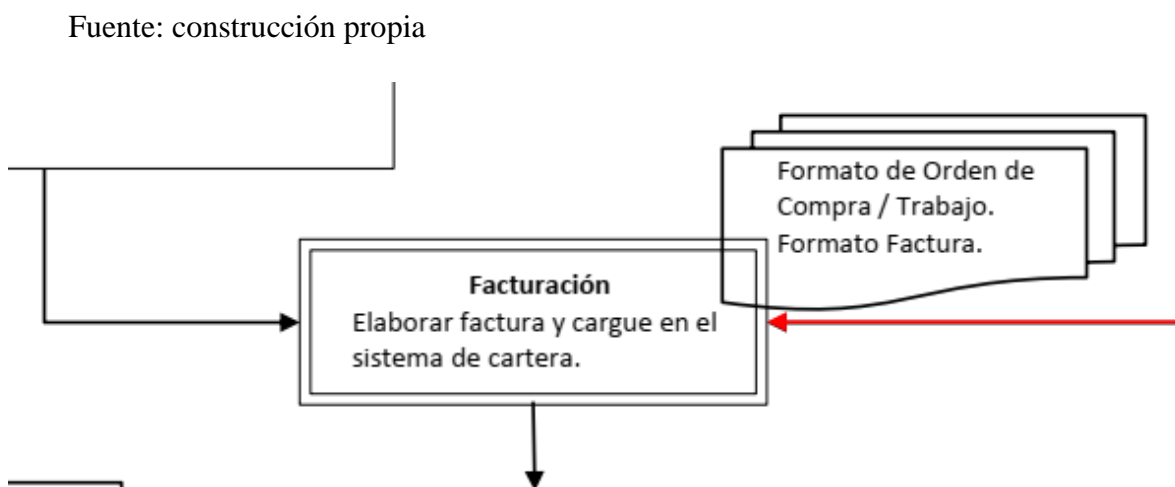 Fuente: construcción propia
Formato de Orden de
Compra / Trabajo.
Formato Factura.
Facturación
Elaborar factura y cargue en el
sistema de cartera.